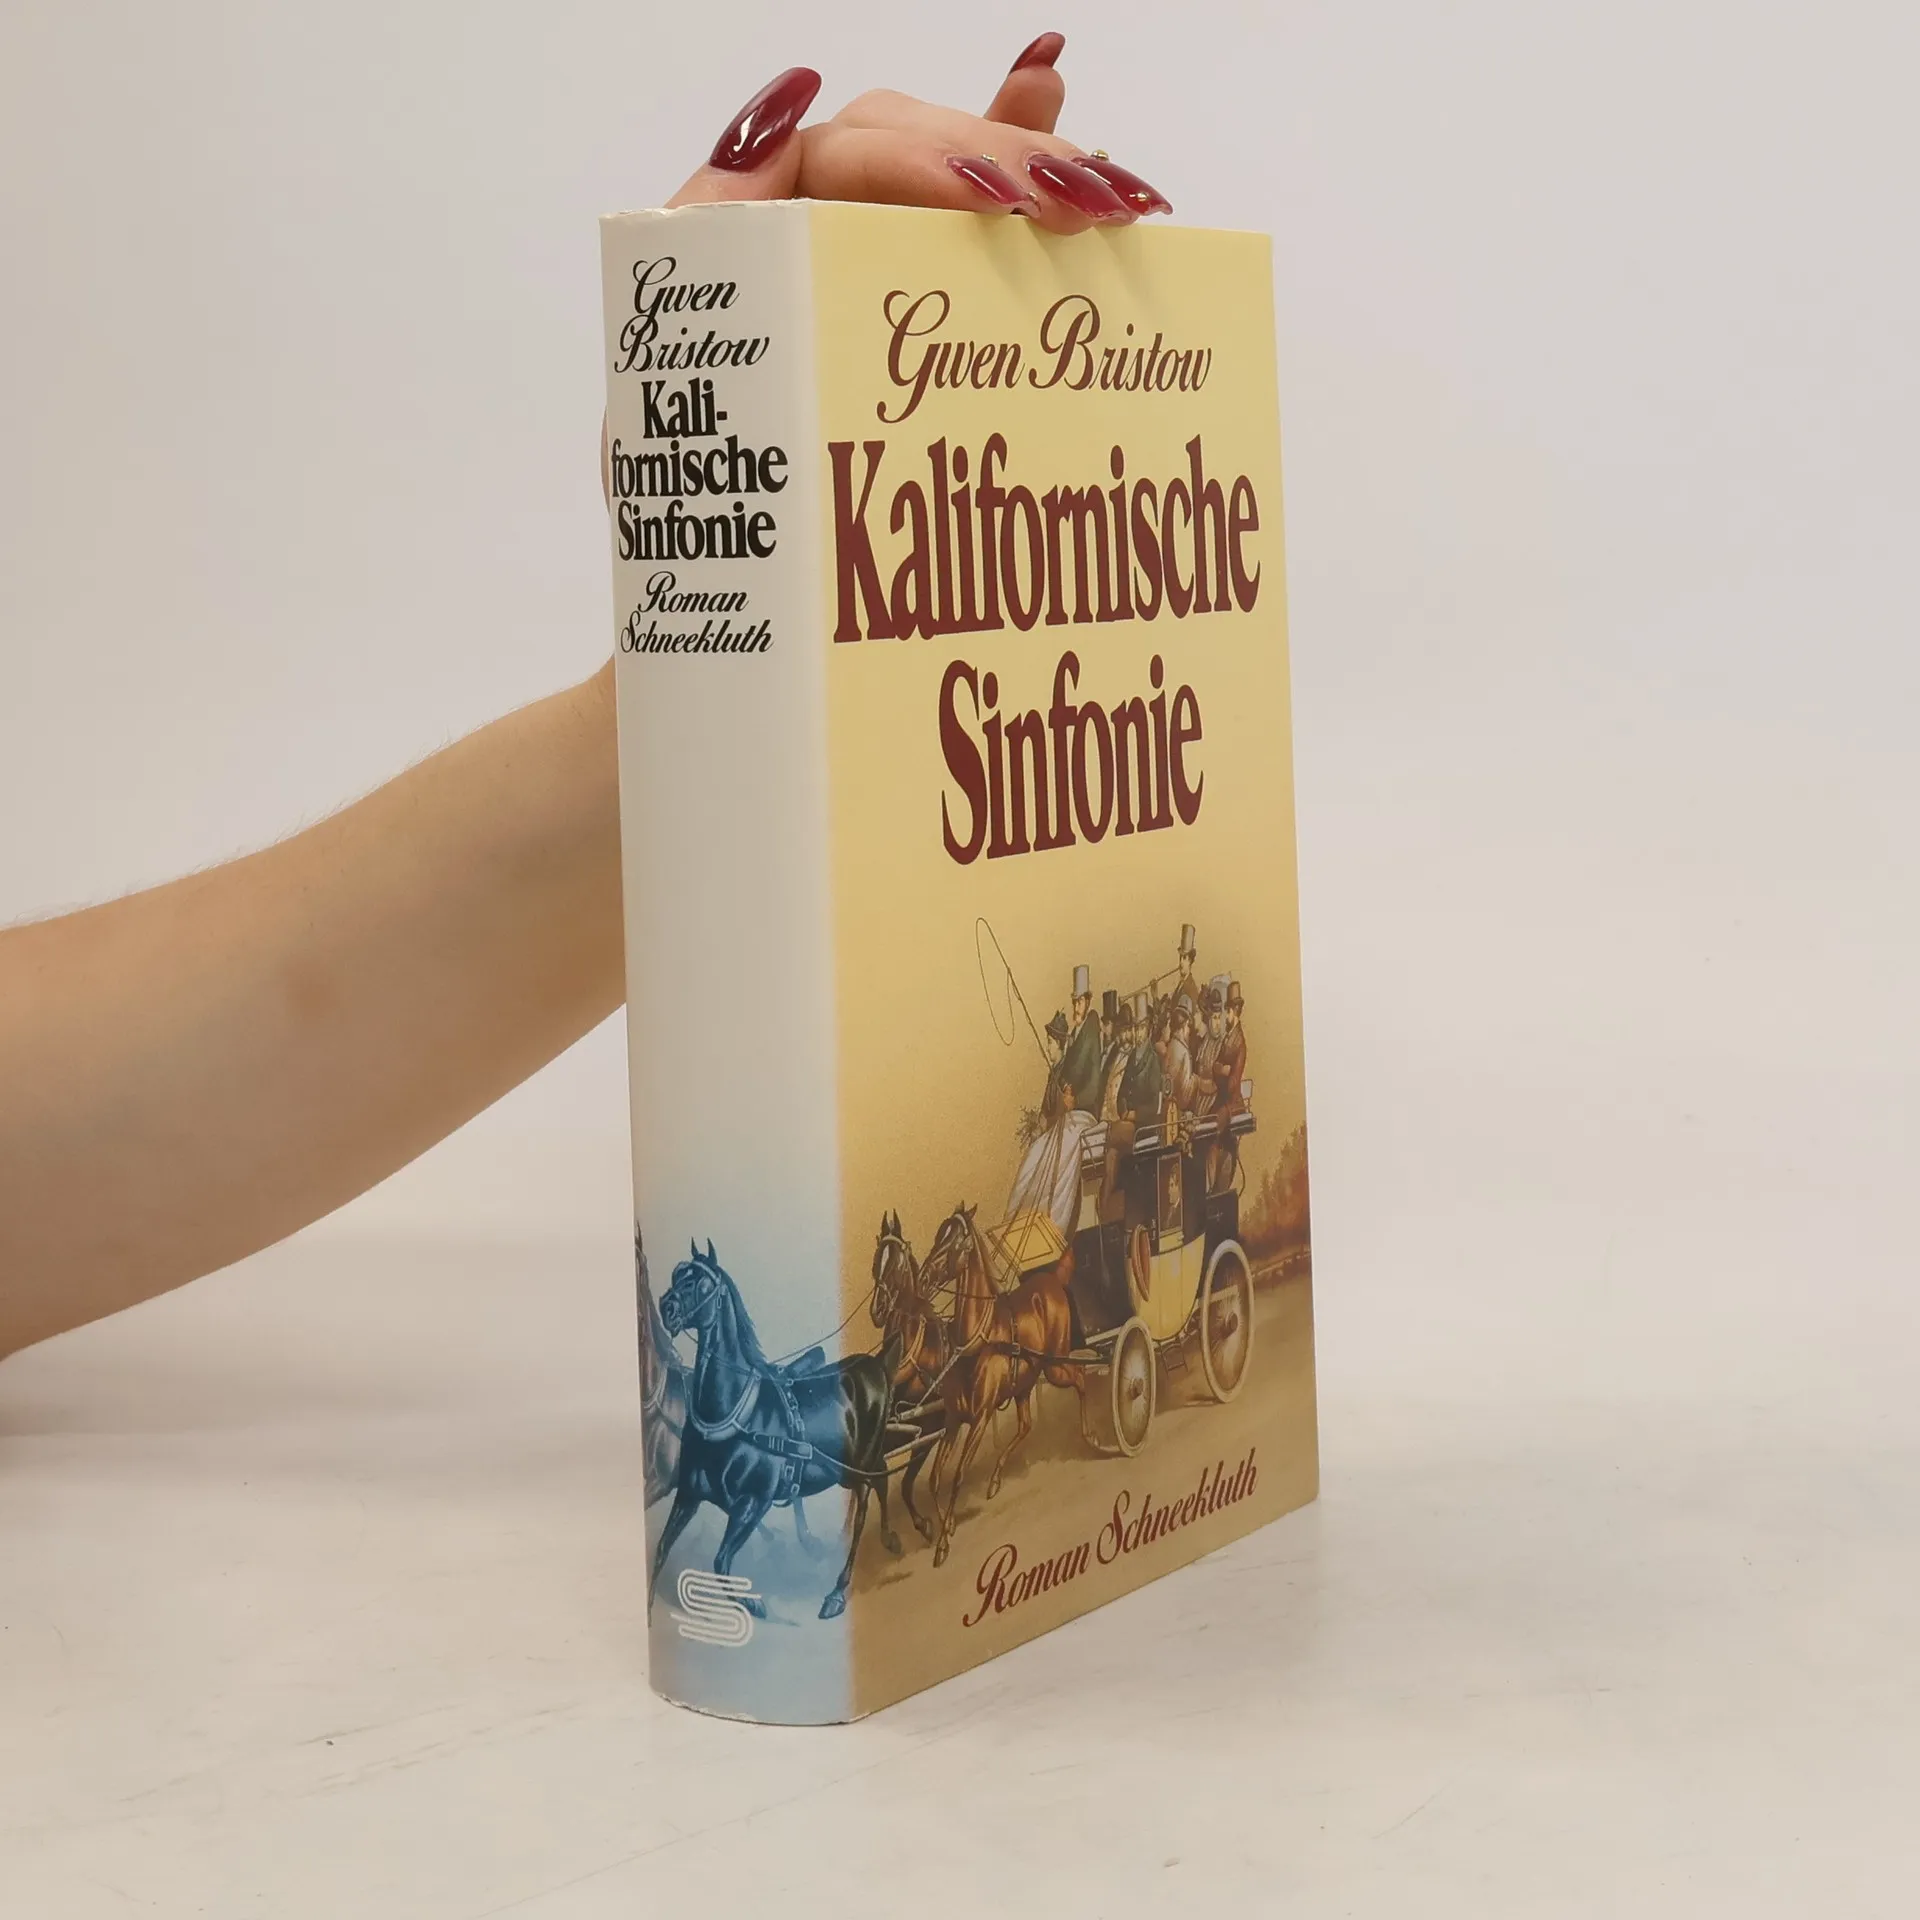 Gwen
Bristow
Kali-
fornische
Sinfonie
Roman
Schneekluth
S
Gwen Bristow
Kalifornische
Sinfonie
Roman Schneekluth